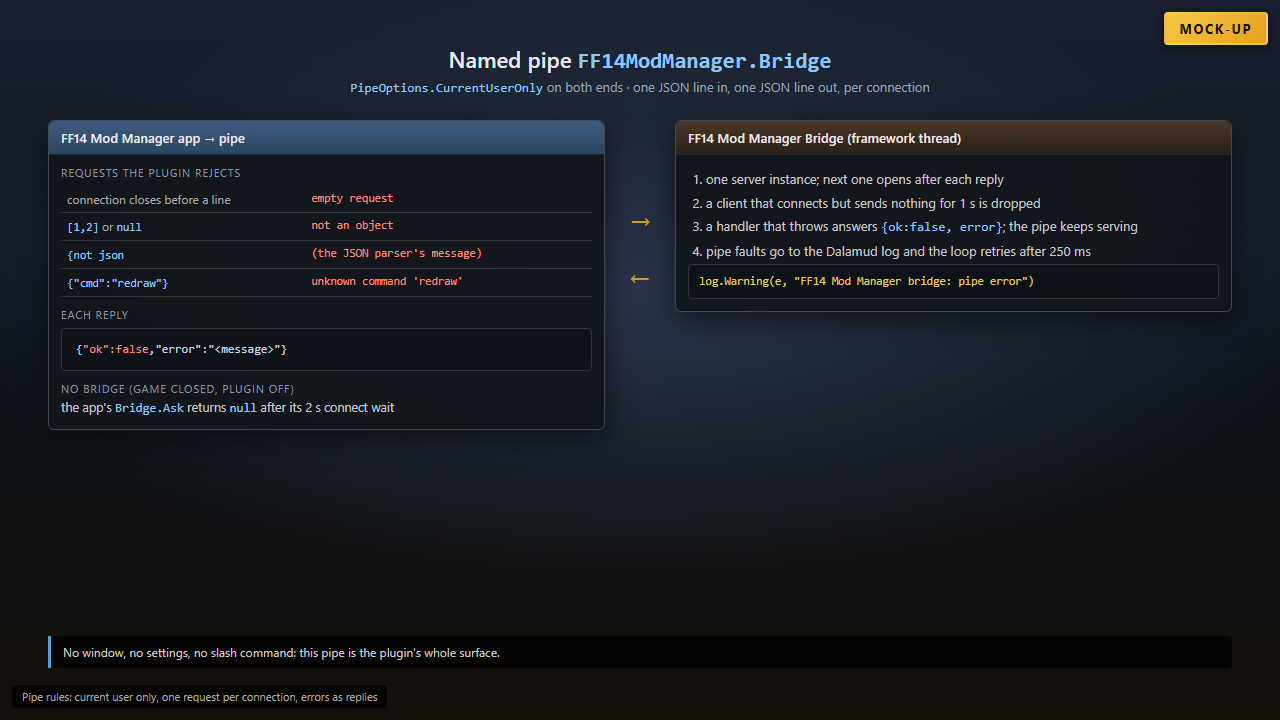 MOCK-UP
Named pipe FF14ModManager.Bridge
PipeOptions.CurrentUserOnly on both ends · one JSON line in, one JSON line out, per connection
FF14 Mod Manager app → pipe
REQUESTS THE PLUGIN REJECTS
connection closes before a line empty request
[1,2] or null not an object
{not json (the JSON parser's message)
{"cmd":"redraw"} unknown command 'redraw'
EACH REPLY
{"ok":false,"error":"<message>"}
NO BRIDGE (GAME CLOSED, PLUGIN OFF)
the app's Bridge.Ask returns null after its 2 s connect wait
→
←
FF14 Mod Manager Bridge (framework thread)
1. one server instance; next one opens after each reply
2. a client that connects but sends nothing for 1 s is dropped
3. a handler that throws answers {ok:false, error}; the pipe keeps serving
4. pipe faults go to the Dalamud log and the loop retries after 250 ms
log.Warning(e, "FF14 Mod Manager bridge: pipe error")
No window, no settings, no slash command: this pipe is the plugin's whole surface.
Pipe rules: current user only, one request per connection, errors as replies